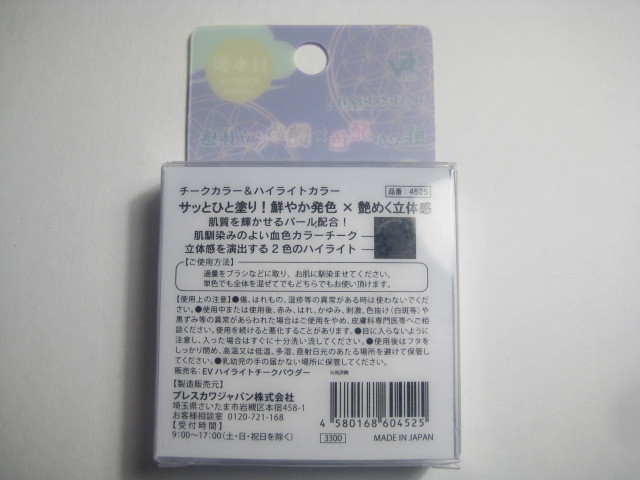 チークカラー＆ハイライトカラー
品番：4525
サッとひと塗り！鮮やか発色×艶めく立体感
肌質を輝かせるパール配合！
肌馴染みのよい血色カラーチーク
立体感を演出する2色のハイライト
【ご使用方法】
適量をブラシなどに取り、お肌に馴染ませてください。
単色でも全体を混ぜてでもどちらもお使い頂けます。
【使用上の注意】●傷、はれもの、湿疹等の異常がある時は使わないでくだ
さい。●使用中または使用後、赤み、はれ、かゆみ、刺激、色抜け(白斑等)や
黒ずみ等の異常があらわれた場合はご使用をやめ、皮膚科専門医等へご相
談ください。使用を続けると悪化することがあります。●目に入らないように
注意し、入った場合はすぐに十分洗い流してください。●使用後はフタを
しっかり閉め、高温又は低温、多湿、直射日光のあたる場所を避けて保管し
てください。●乳幼児の手の届かない場所に保管してください。
販売名：EV ハイライトチークパウダー
【製造販売元】
プレスカワジャパン株式会社
埼玉県さいたま市岩槻区本宿458-1
お客様相談室 0120-721-168
【受付時間】
9：00〜17：00(土・日・祝日を除く)
4 580168 604525
3300
MADE IN JAPAN